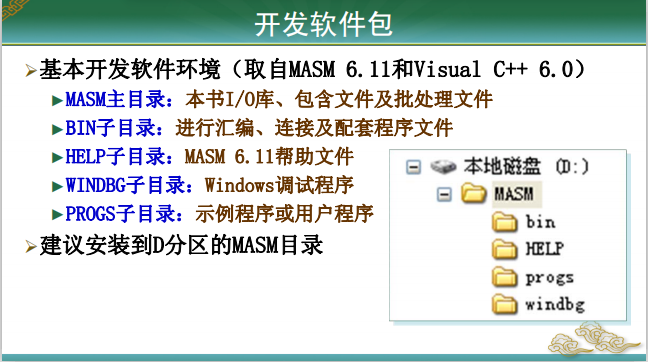 开发软件包
基本开发软件环境（取自MASM 6.11和Visual C++ 6.0）
MASM主目录：本书I/O库、包含文件及批处理文件
BIN子目录：进行汇编、连接及配套程序文件
HELP子目录：MASM 6.11帮助文件
WINDBG子目录：Windows调试程序
PROGS子目录：示例程序或用户程序
建议安装到D分区的MASM目录
本地磁盘 (D:)
MASM
bin
HELP
progs
windbg